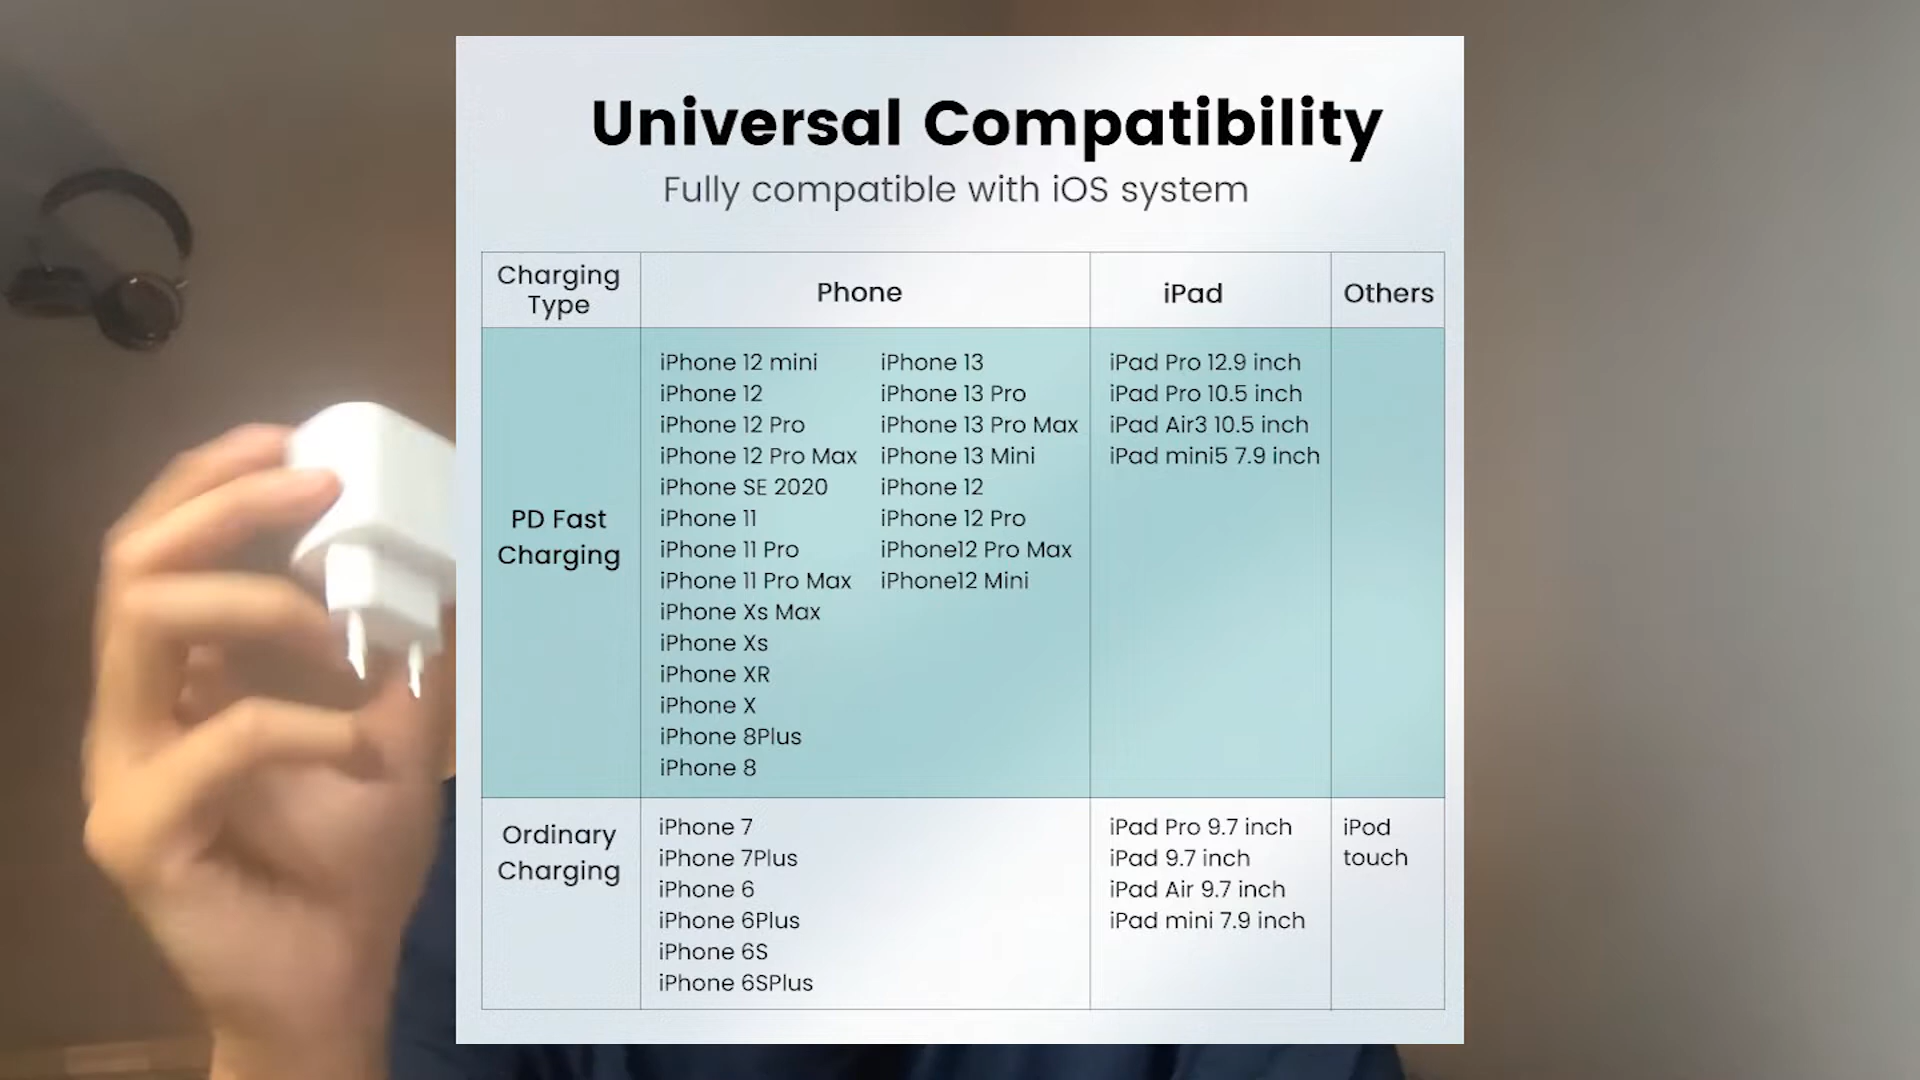 Universal Compatibility
Fully compatible with iOS system
Charging
Type
Phone
iPad
Others
PD Fast
Charging
iPhone 12 mini
iPhone 12
iPhone 12 Pro
iPhone 12 Pro Max
iPhone SE 2020
iPhone 11
iPhone 11 Pro
iPhone 11 Pro Max
iPhone Xs Max
iPhone Xs
iPhone XR
iPhone X
iPhone 8Plus
iPhone 8
iPhone 13
iPhone 13 Pro
iPhone 13 Pro Max
iPhone 13 Mini
iPhone 12
iPhone 12 Pro
iPhone12 Pro Max
iPhone12 Mini
iPad Pro 12.9 inch
iPad Pro 10.5 inch
iPad Air3 10.5 inch
iPad mini5 7.9 inch
Ordinary
Charging
iPhone 7
iPhone 7Plus
iPhone 6
iPhone 6Plus
iPhone 6S
iPhone 6SPlus
iPad Pro 9.7 inch
iPad 9.7 inch
iPad Air 9.7 inch
iPad mini 7.9 inch
iPod
touch